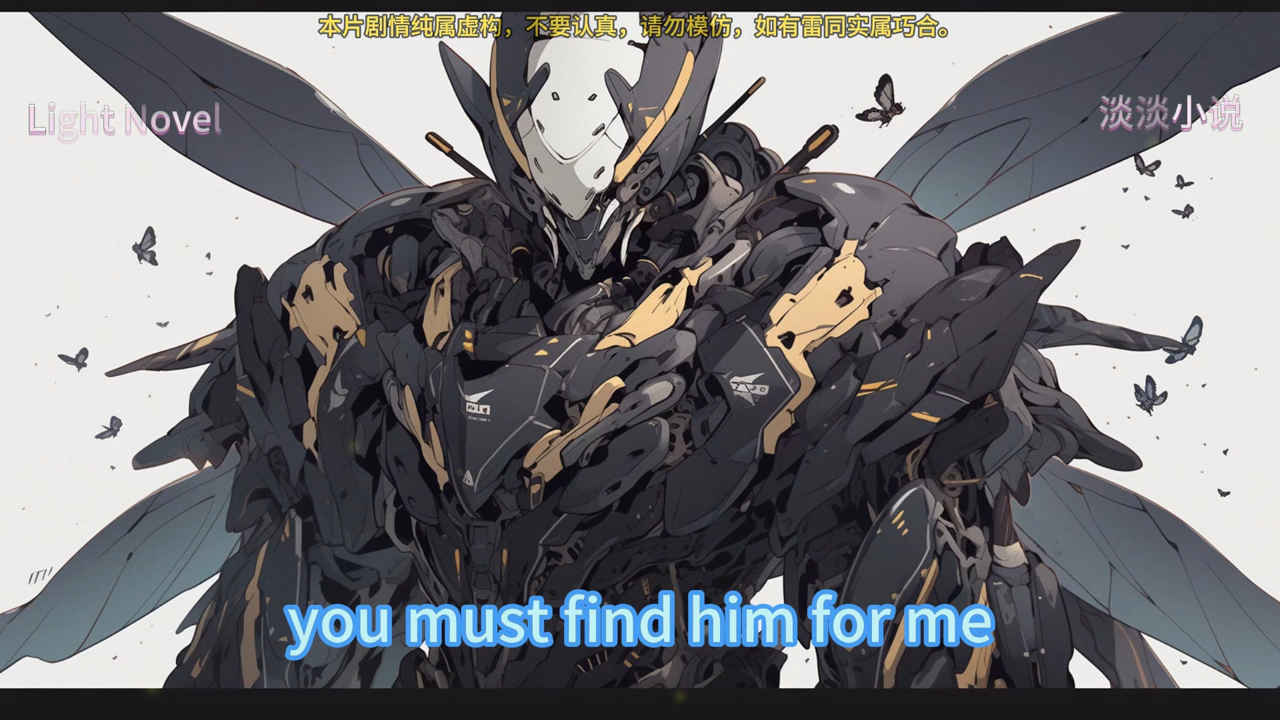 本片剧情纯属虚构，不要认真，请勿模仿，如有雷同实属巧合。
Light Novel
淡淡小说
you must find him for me